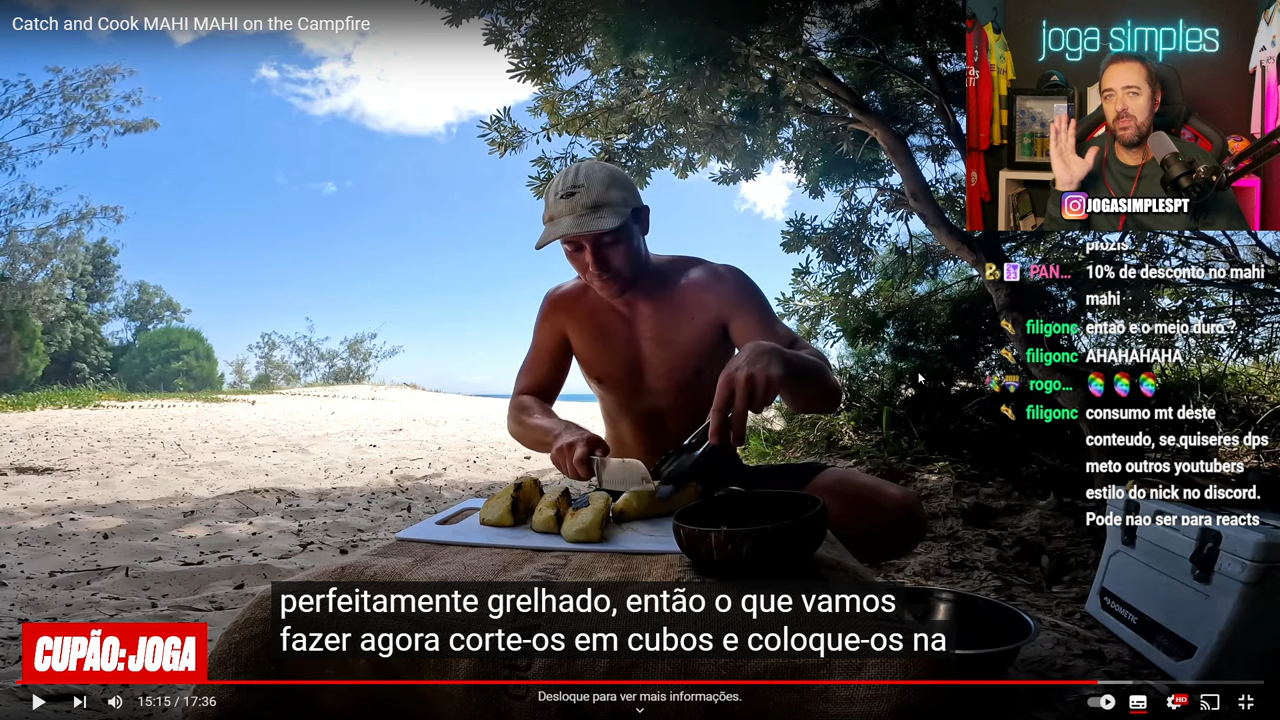 Catch and Cook MAHI MAHI on the Campfire
joga simples
JOGASIMPLESPT
prozis
PAN... 10% de desconto no mahi
mahi
filigonc entao e o meio duro ?
filigonc AHAHAHAHA
rogo...
filigonc consumo mt deste
conteudo, se quiseres dps
meto outros youtubers
estilo do nick no discord.
Pode nao ser para reacts
DOMETIC
perfeitamente grelhado, então o que vamos
fazer agora corte-os em cubos e coloque-os na
CUPÃO: JOGA
15:15 / 17:36
Desloque para ver mais informações.
HD